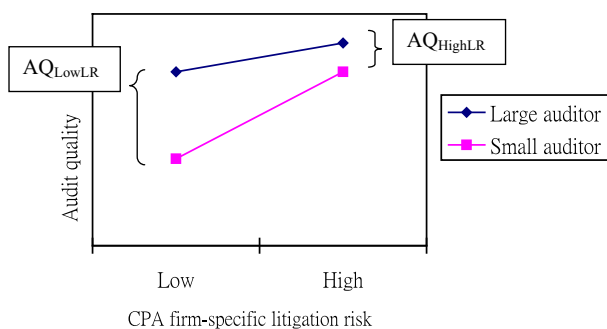 AQHighLR
AQLowLR
Large auditor
Small auditor
Audit quality
Low High
CPA firm-specific litigation risk